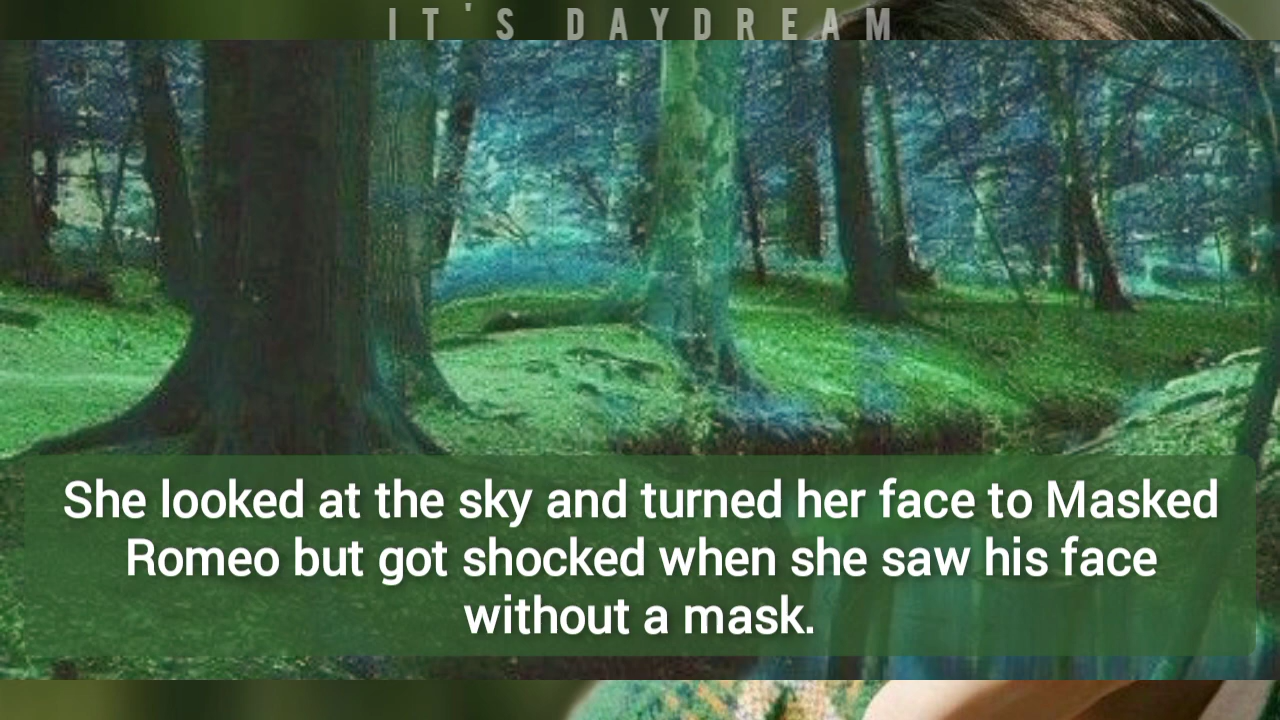 IT'S DAYDREAM
She looked at the sky and turned her face to Masked
Romeo but got shocked when she saw his face
without a mask.